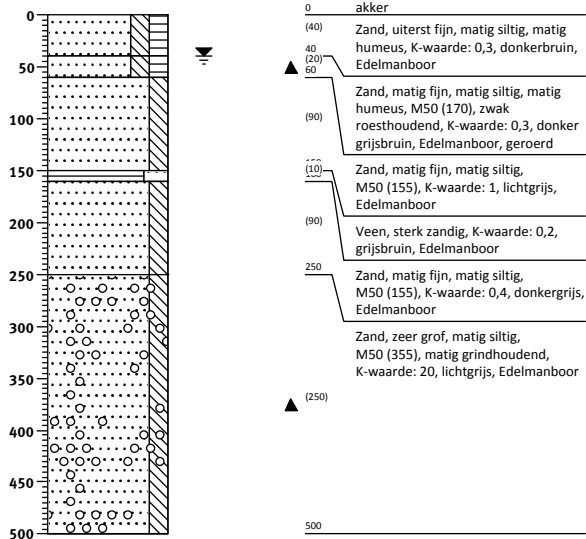 0
50
100
150
200
250
300
350
400
450
500
0
akker
(40)
Zand, uiterst fijn, matig siltig, matig
humeus, K-waarde: 0,3, donkerbruin,
Edelmanboor
40
(20)
60
Zand, matig fijn, matig siltig, matig
humeus, M50 (170), zwak
roesthoudend, K-waarde: 0,3, donker
grijsbruin, Edelmanboor, geroerd
(90)
150
(10)
160
Zand, matig fijn, matig siltig,
M50 (155), K-waarde: 1, lichtgrijs,
Edelmanboor
Veen, sterk zandig, K-waarde: 0,2,
grijsbruin, Edelmanboor
(90)
250
Zand, matig fijn, matig siltig,
M50 (155), K-waarde: 0,4, donkergrijs,
Edelmanboor
Zand, zeer grof, matig siltig,
M50 (355), matig grindhoudend,
K-waarde: 20, lichtgrijs, Edelmanboor
(250)
500